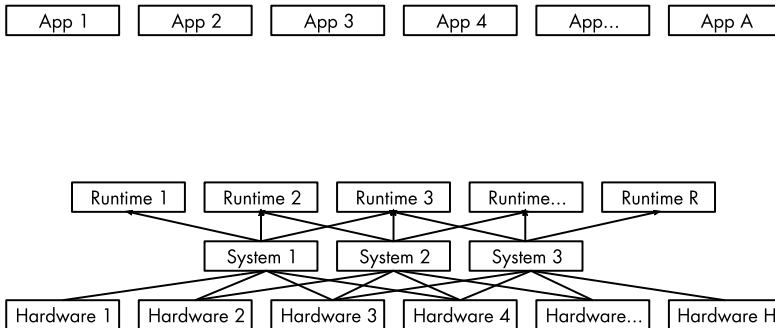 App 1 App 2 App 3 App 4 App... App A
Runtime 1 Runtime 2 Runtime 3 Runtime... Runtime R
System 1 System 2 System 3
Hardware 1 Hardware 2 Hardware 3 Hardware 4 Hardware... Hardware H